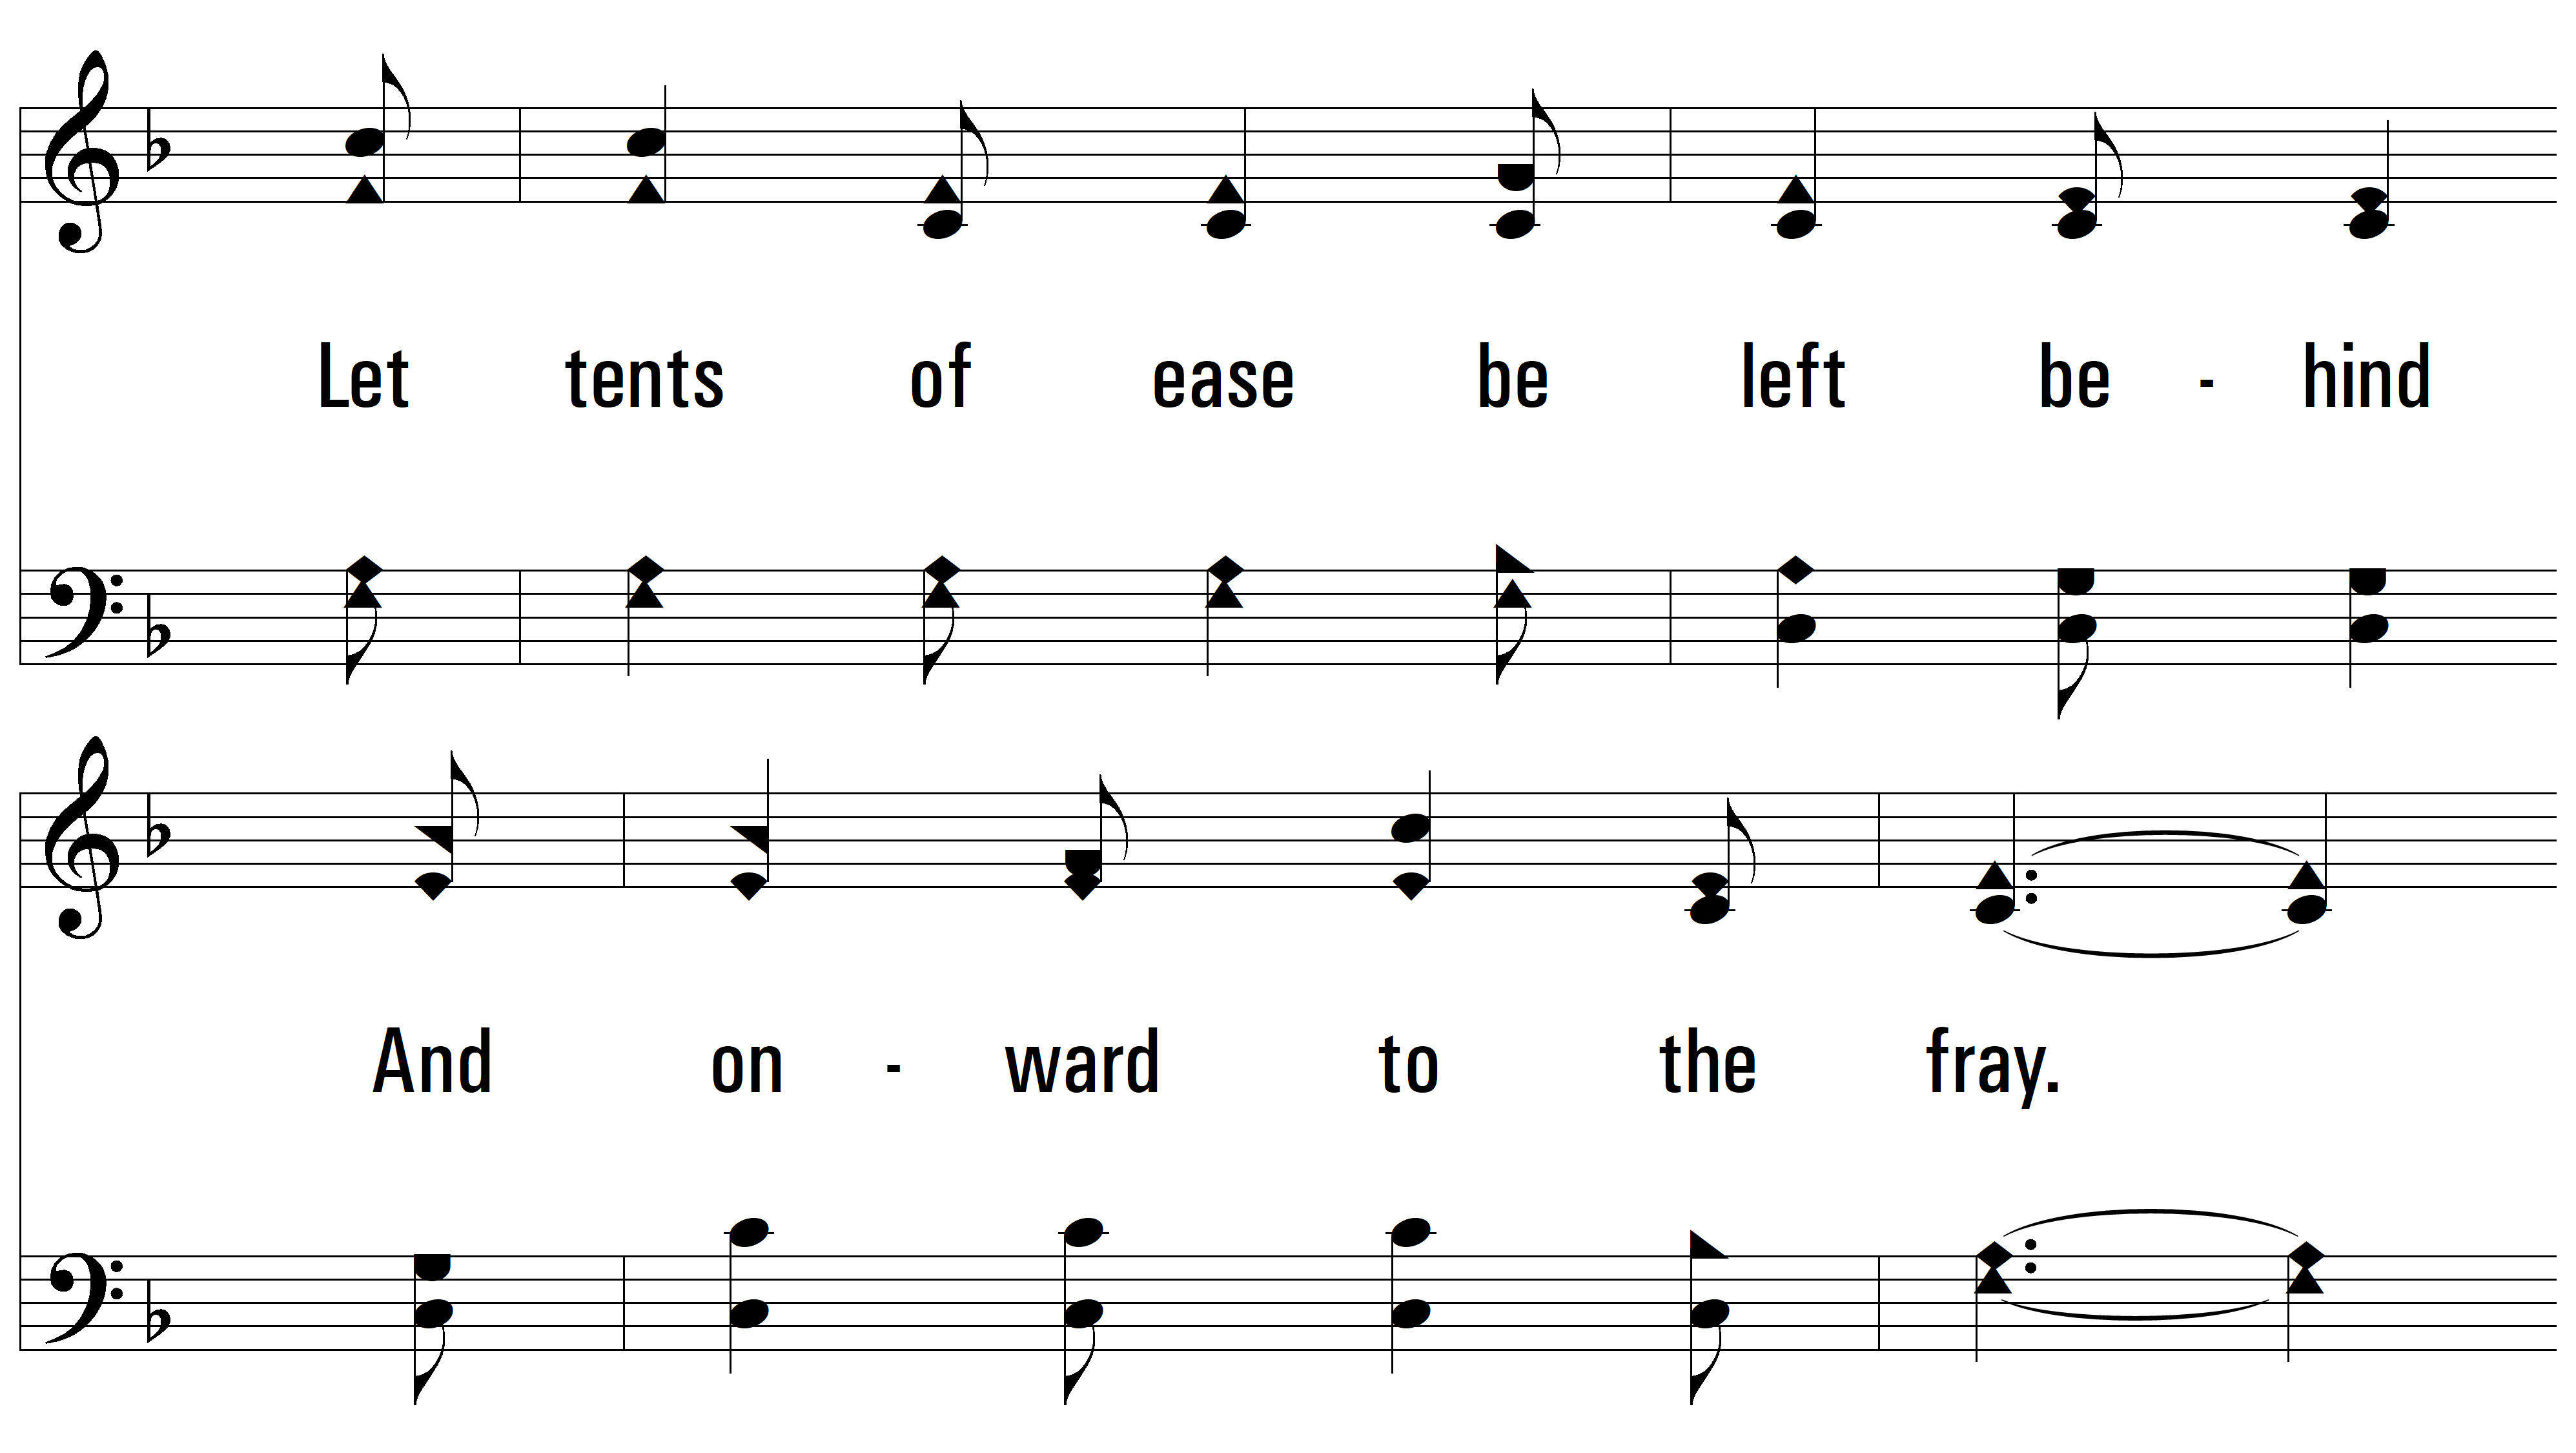 Let tents of ease be left be - hind
And on - ward to the fray.